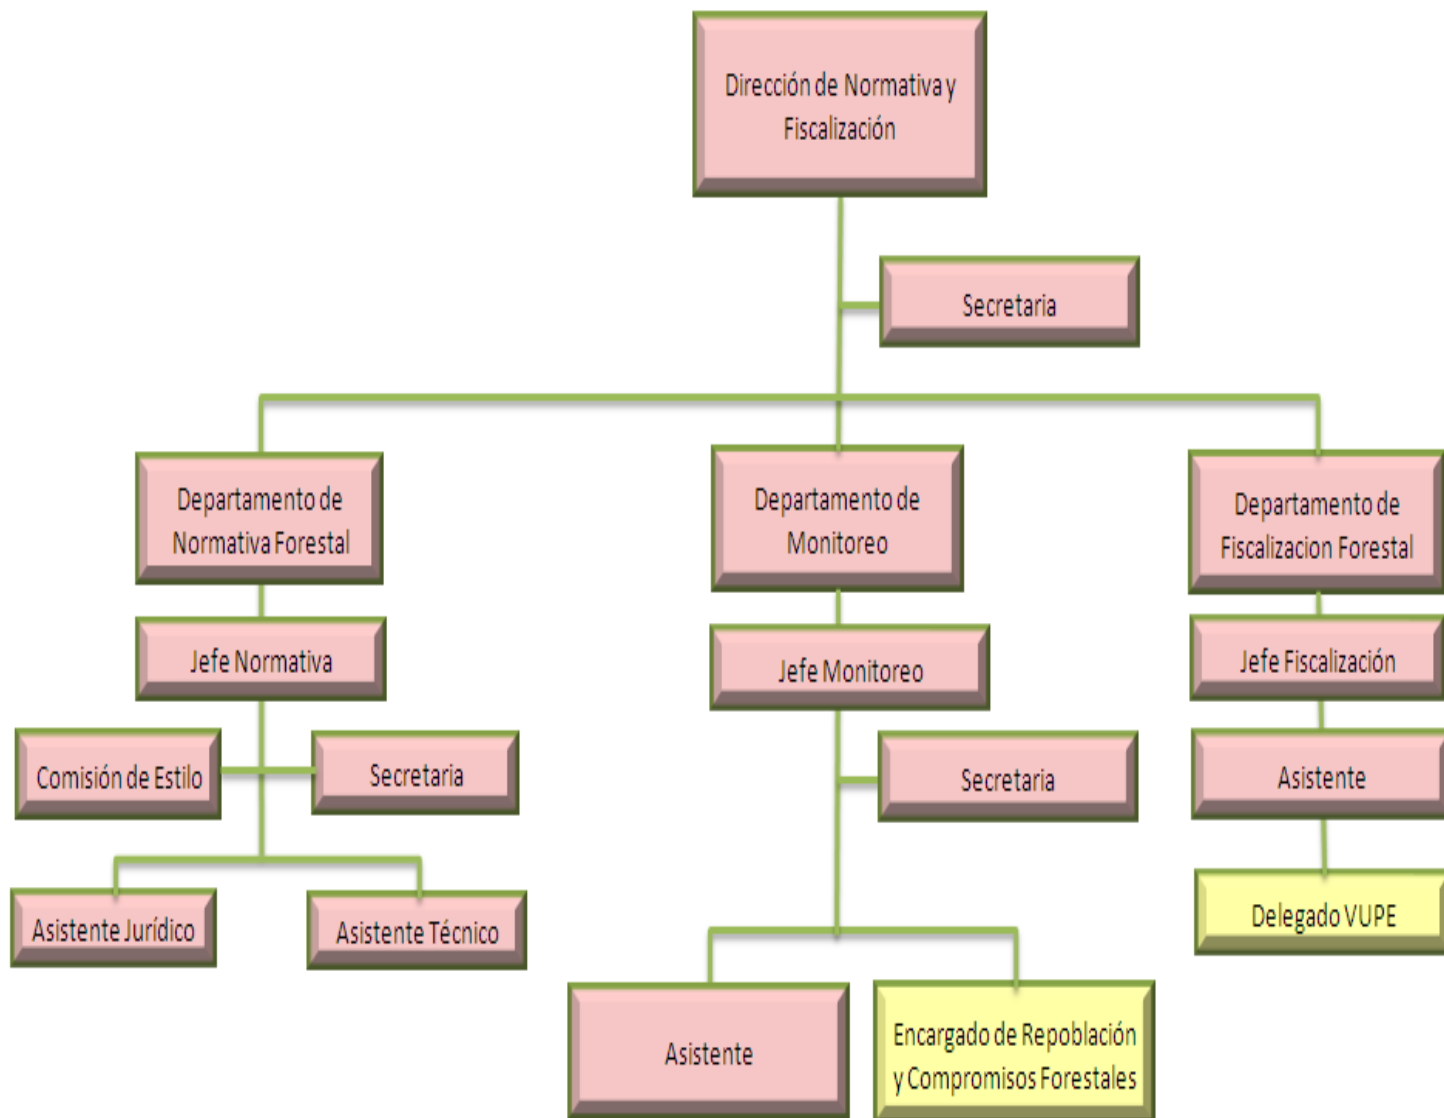 Dirección de Normativa y
Fiscalización
Secretaria
Departamento de
Normativa Forestal
Departamento de
Monitoreo
Departamento de
Fiscalizacion Forestal
Jefe Normativa
Jefe Monitoreo
Jefe Fiscalización
Comisión de Estilo
Secretaria
Secretaria
Asistente
Asistente Jurídico
Asistente Técnico
Delegado VUPE
Asistente
Encargado de Repoblación
y Compromisos Forestales